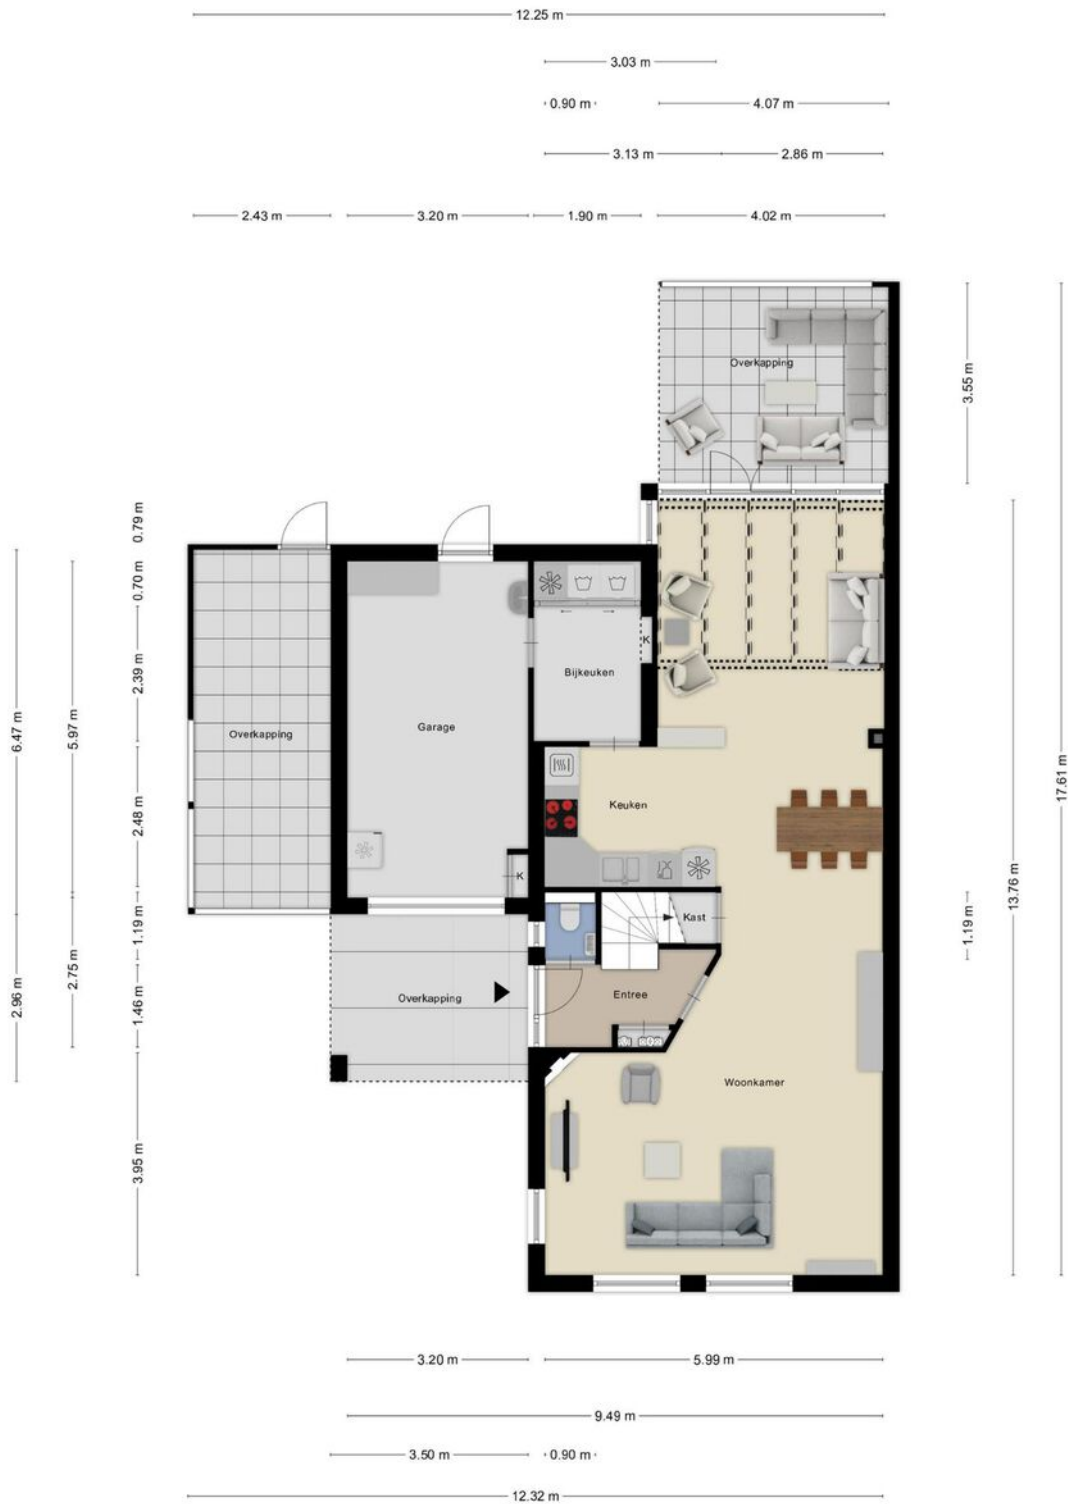 12.25 m
3.03 m
0.90 m
4.07 m
3.13 m
2.86 m
2.43 m
3.20 m
1.90 m
4.02 m
Overkapping
3.55 m
0.79 m
0.70 m
K
Bijkeuken
2.39 m
6.47 m
5.97 m
Garage
Overkapping
17.61 m
Keuken
2.48 m
K
13.76 m
Kast
1.19 m
1.19 m
2.75 m
2.96 m
1.46 m
Entree
Overkapping
Woonkamer
3.95 m
3.20 m
5.99 m
9.49 m
3.50 m
0.90 m
12.32 m